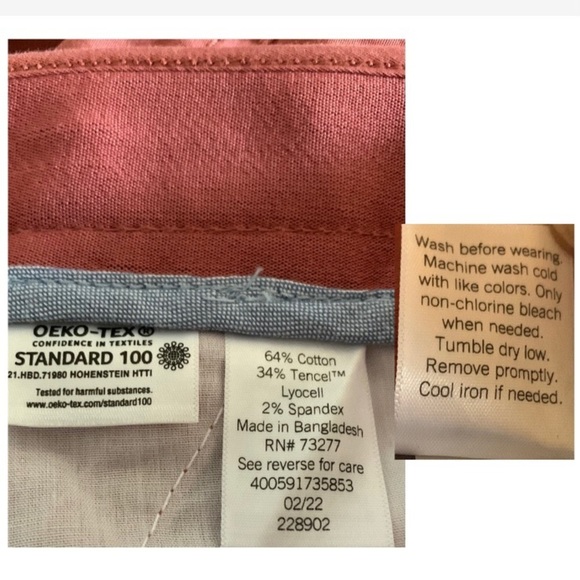 OEKO-TEX®
CONFIDENCE IN TEXTILES
STANDARD 100
21.HBD.71980 HOHENSTEIN HTTI
Tested for harmful substances.
www.oeko-tex.com/standard100
64% Cotton
34% Tencel™
Lyocell
2% Spandex
Made in Bangladesh
RN# 73277
See reverse for care
400591735853
02/22
228902
Wash before wearing.
Machine wash cold
with like colors. Only
non-chlorine bleach
when needed.
Tumble dry low.
Remove promptly.
Cool iron if needed.